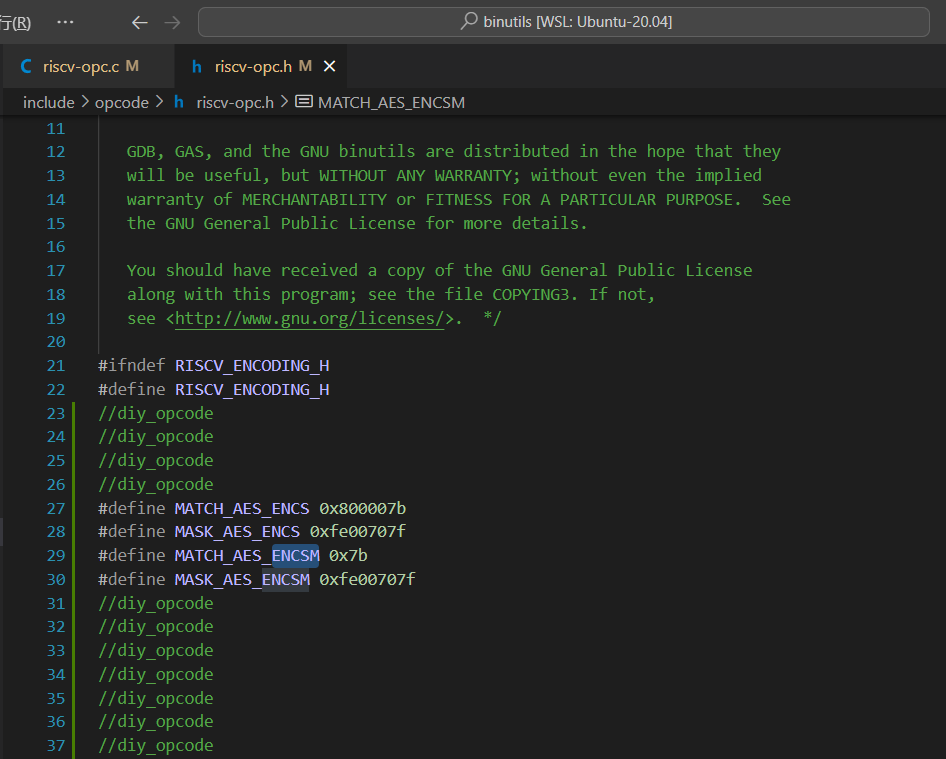 行(R) ··· ← → binutils [WSL: Ubuntu-20.04]
C riscv-opc.c M h riscv-opc.h M ×
include > opcode > h riscv-opc.h > MATCH_AES_ENCSM
11
12 GDB, GAS, and the GNU binutils are distributed in the hope that they
13 will be useful, but WITHOUT ANY WARRANTY; without even the implied
14 warranty of MERCHANTABILITY or FITNESS FOR A PARTICULAR PURPOSE.  See
15 the GNU General Public License for more details.
16
17 You should have received a copy of the GNU General Public License
18 along with this program; see the file COPYING3. If not,
19 see <http://www.gnu.org/licenses/>.  */
20
21 #ifndef RISCV_ENCODING_H
22 #define RISCV_ENCODING_H
23 //diy_opcode
24 //diy_opcode
25 //diy_opcode
26 //diy_opcode
27 #define MATCH_AES_ENCS 0x800007b
28 #define MASK_AES_ENCS 0xfe00707f
29 #define MATCH_AES_ENCSM 0x7b
30 #define MASK_AES_ENCSM 0xfe00707f
31 //diy_opcode
32 //diy_opcode
33 //diy_opcode
34 //diy_opcode
35 //diy_opcode
36 //diy_opcode
37 //diy_opcode